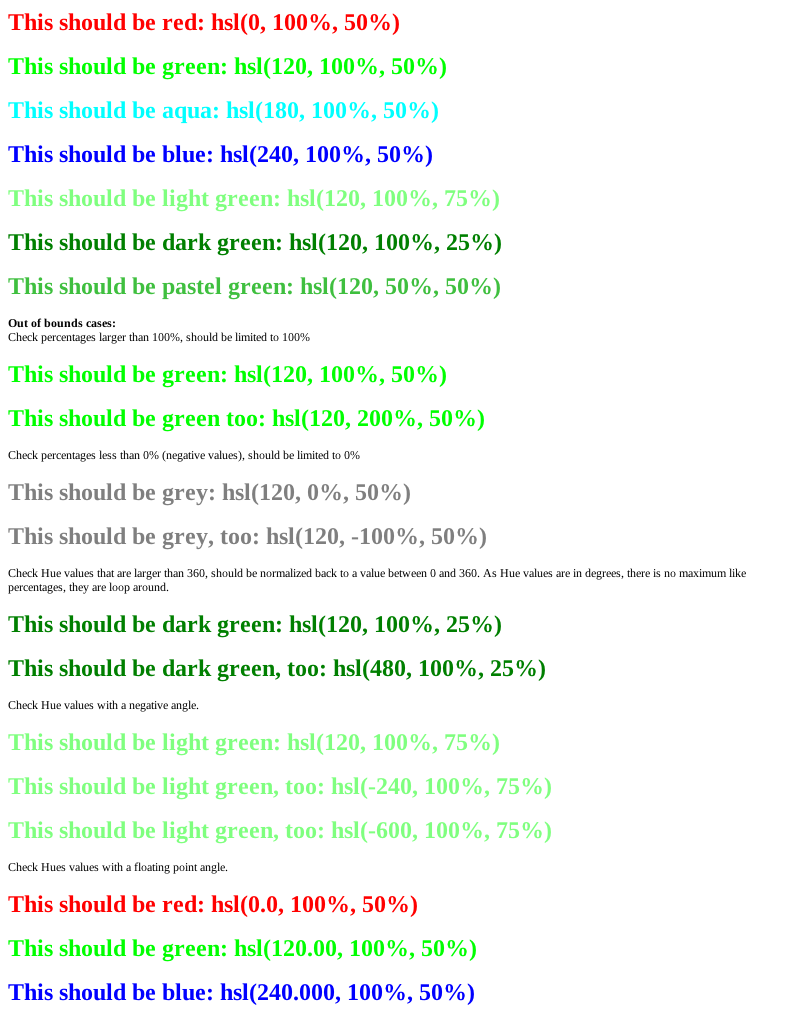 This should be red: hsl(0, 100%, 50%)
This should be green: hsl(120, 100%, 50%)
This should be aqua: hsl(180, 100%, 50%)
This should be blue: hsl(240, 100%, 50%)
This should be light green: hsl(120, 100%, 75%)
This should be dark green: hsl(120, 100%, 25%)
This should be pastel green: hsl(120, 50%, 50%)
Out of bounds cases:
Check percentages larger than 100%, should be limited to 100%
This should be green: hsl(120, 100%, 50%)
This should be green too: hsl(120, 200%, 50%)
Check percentages less than 0% (negative values), should be limited to 0%
This should be grey: hsl(120, 0%, 50%)
This should be grey, too: hsl(120, -100%, 50%)
Check Hue values that are larger than 360, should be normalized back to a value between 0 and 360. As Hue values are in degrees, there is no maximum like
percentages, they are loop around.
This should be dark green: hsl(120, 100%, 25%)
This should be dark green, too: hsl(480, 100%, 25%)
Check Hue values with a negative angle.
This should be light green: hsl(120, 100%, 75%)
This should be light green, too: hsl(-240, 100%, 75%)
This should be light green, too: hsl(-600, 100%, 75%)
Check Hues values with a floating point angle.
This should be red: hsl(0.0, 100%, 50%)
This should be green: hsl(120.00, 100%, 50%)
This should be blue: hsl(240.000, 100%, 50%)